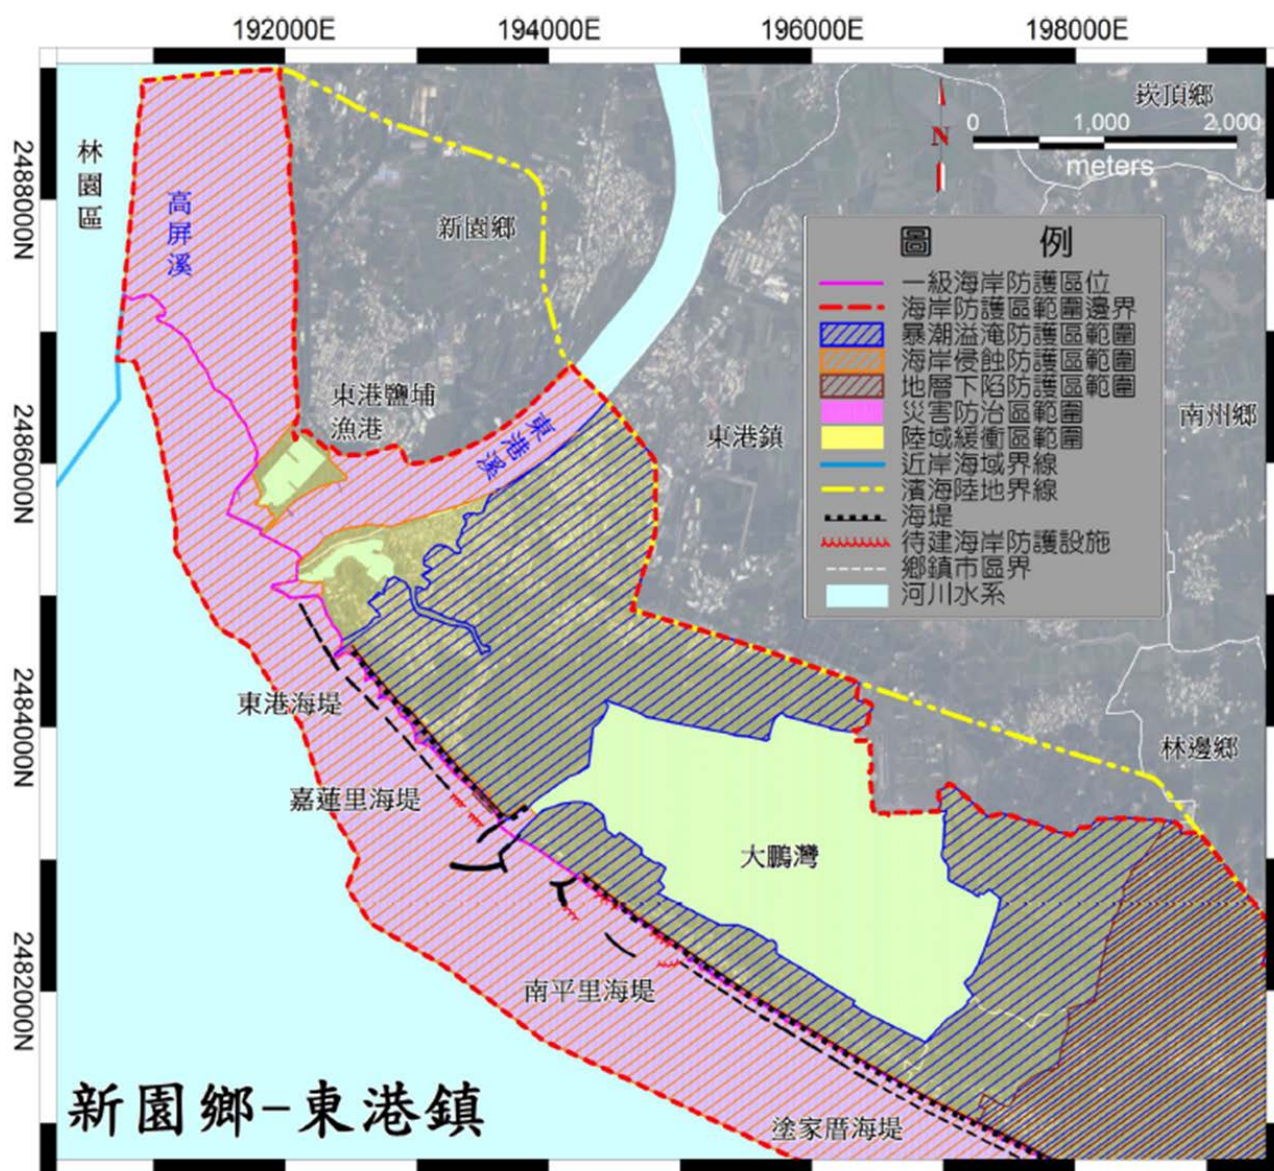 192000E
194000E
196000E
198000E
崁頂鄉
0
1,000
2,000
meters
N
林園區
高屏溪
新園鄉
2488000N
圖 例
一級海岸防護區位
海岸防護區範圍邊界
暴潮溢淹防護區範圍
海岸侵蝕防護區範圍
地層下陷防護區範圍
災害防治區範圍
陸域緩衝區範圍
近岸海域界線
濱海陸地界線
海堤
待建海岸防護設施
鄉鎮市區界
河川水系
東港鹽埔
漁港
東港溪
東港鎮
南州鄉
2486000N
東港海堤
2484000N
林邊鄉
嘉蓮里海堤
大鵬灣
南平里海堤
2482000N
新園鄉-東港鎮
塗家厝海堤